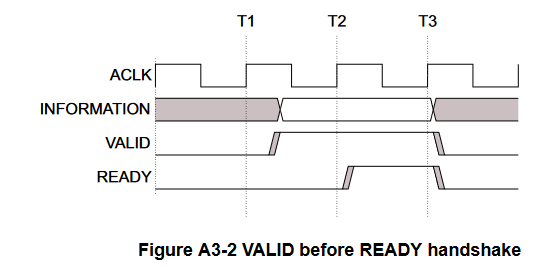 T1 T2 T3
ACLK
INFORMATION
VALID
READY
Figure A3-2 VALID before READY handshake